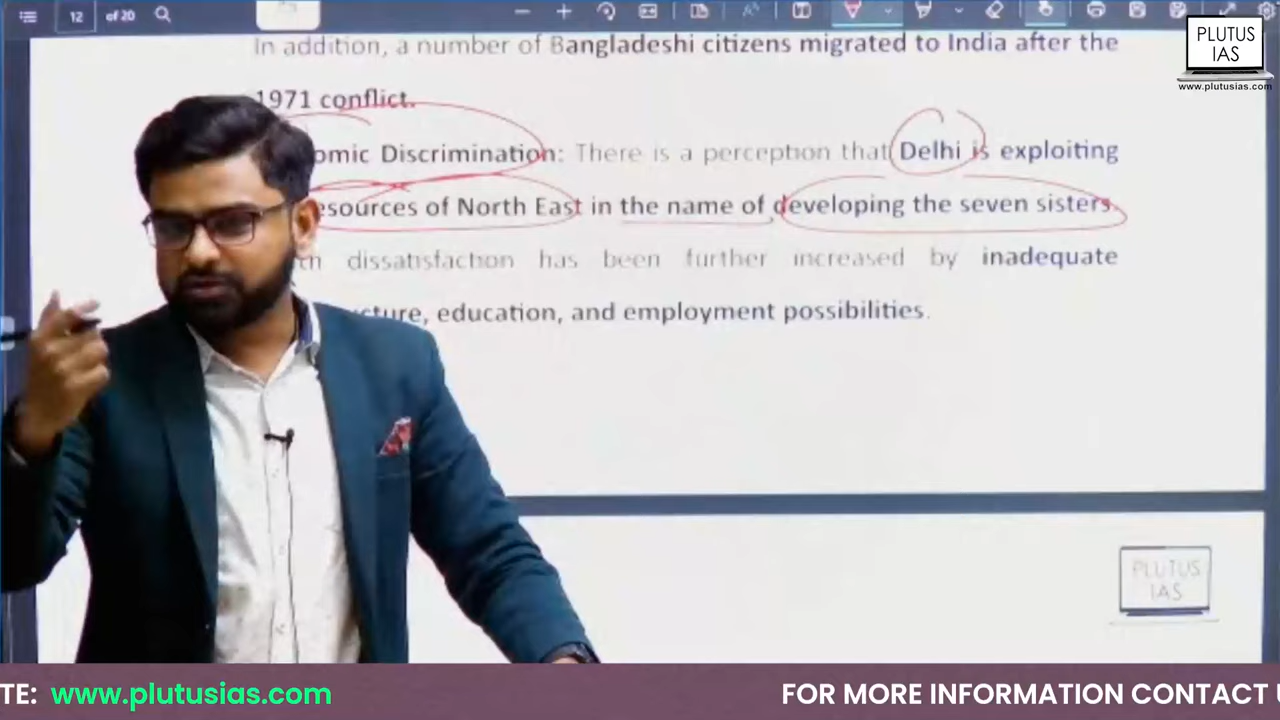 12 of 20
PLUTUS
IAS
www.plutusias.com
In addition, a number of Bangladeshi citizens migrated to India after the
1971 conflict.
omic Discrimination: There is a perception that Delhi is exploiting
esources of North East in the name of developing the seven sisters.
dissatisfaction has been further increased by inadequate
cture, education, and employment possibilities.
PLUTUS
IAS
TE: www.plutusias.com
FOR MORE INFORMATION CONTACT U